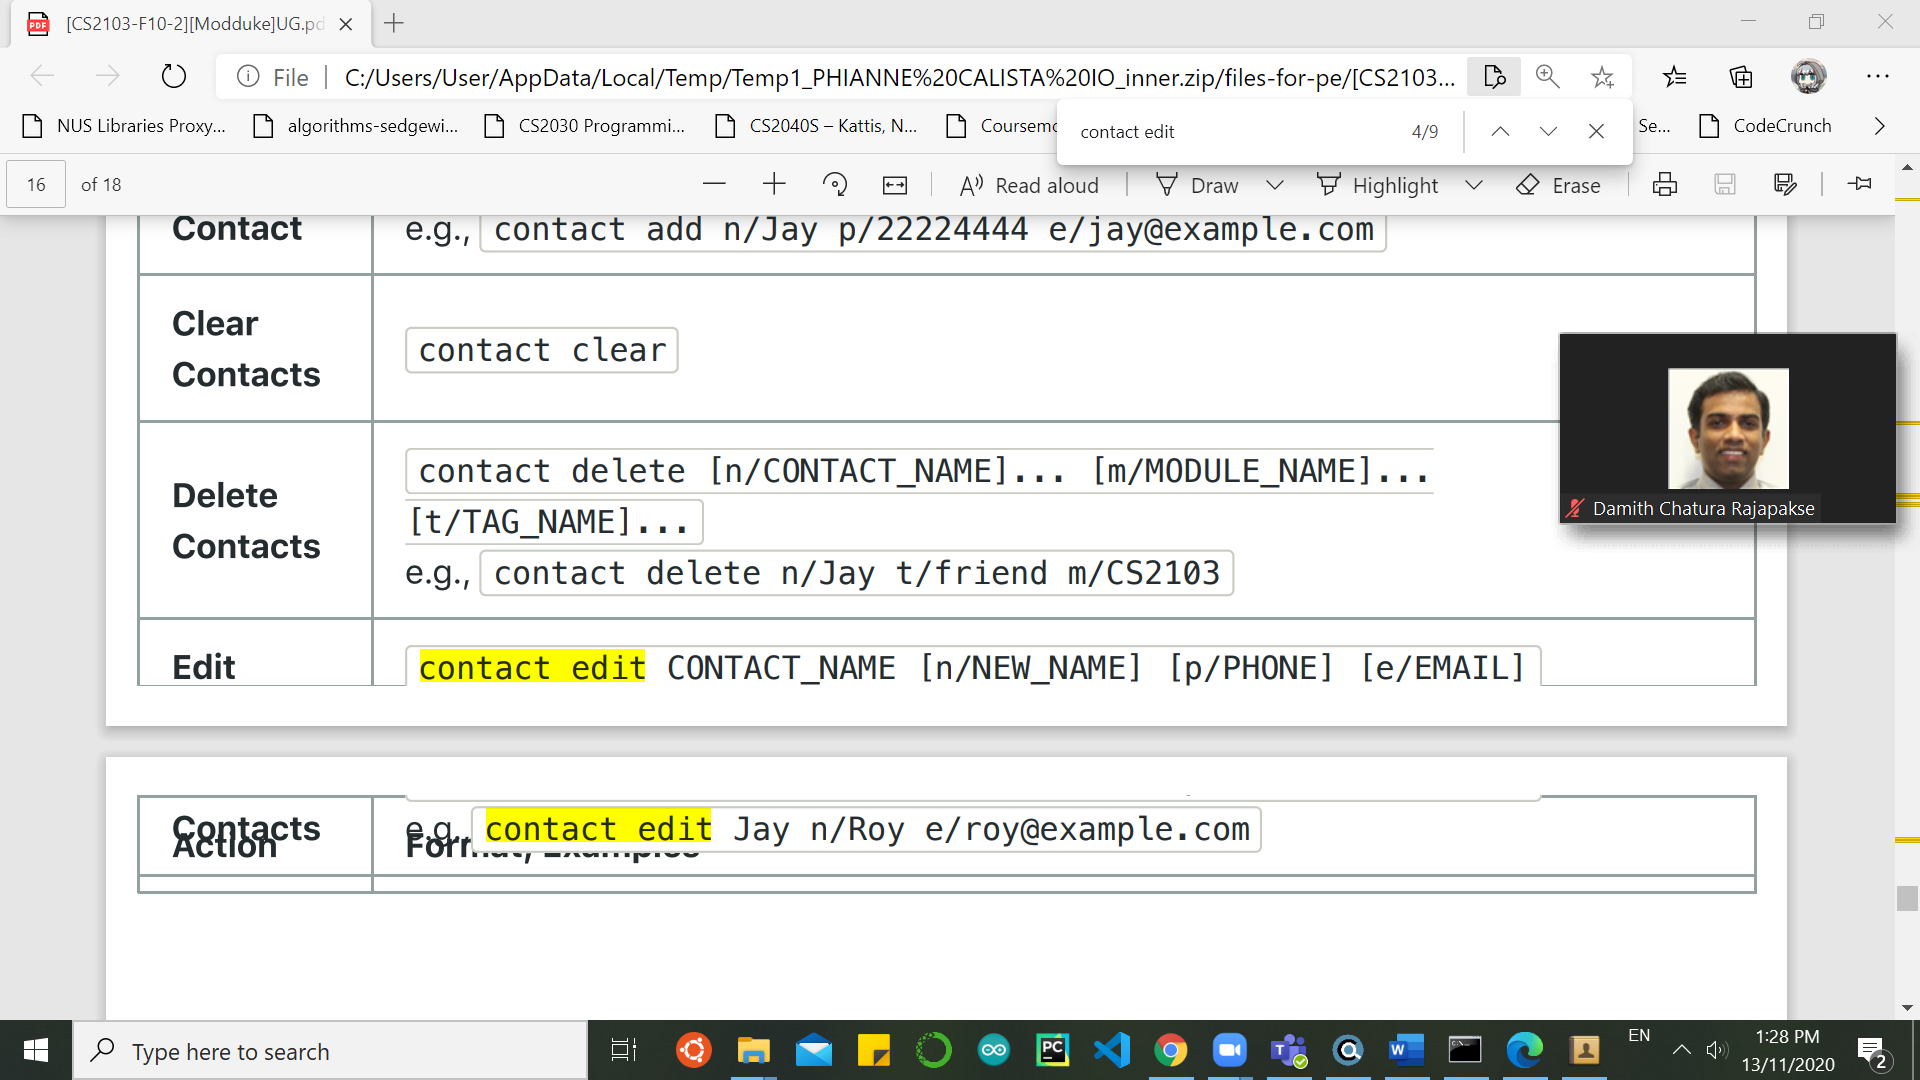 [CS2103-F10-2][Modduke]UG.pd
File
C:/Users/User/AppData/Local/Temp/Temp1_PHIANNE%20CALISTA%20IO_inner.zip/files-for-pe/[CS2103...
NUS Libraries Proxy...
algorithms-sedgewi...
CS2030 Programmi...
CS2040S – Kattis, N...
Coursemo
Se...
CodeCrunch
contact edit
4/9
16
of 18
Read aloud
Draw
Highlight
Erase
Contact
e.g., contact add n/Jay p/22224444 e/jay@example.com
Clear
Contacts
contact clear
Delete
Contacts
contact delete [n/CONTACT_NAME]... [m/MODULE_NAME]...
[t/TAG_NAME]...
e.g., contact delete n/Jay t/friend m/CS2103
Damith Chatura Rajapakse
Edit
contact edit CONTACT_NAME [n/NEW_NAME] [p/PHONE] [e/EMAIL]
Contacts
e.g., contact edit Jay n/Roy e/roy@example.com
Action
Format, Examples
Type here to search
EN
1:28 PM
13/11/2020
2